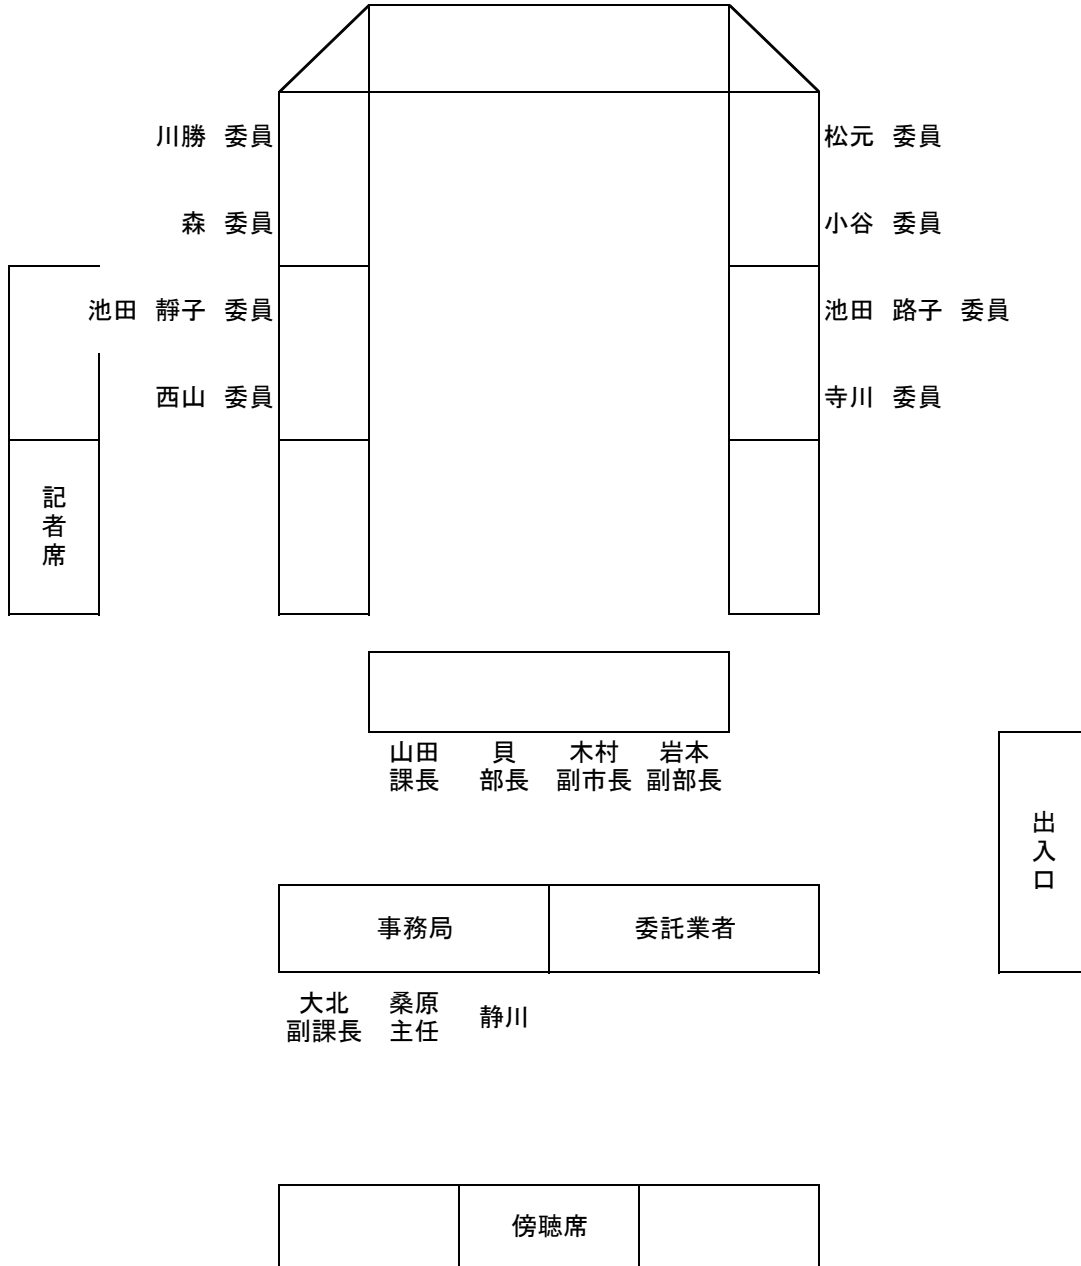 川勝 委員
松元 委員
森 委員
小谷 委員
池田 靜子 委員
池田 路子 委員
西山 委員
寺川 委員
記者席
山田
課長
貝
部長
木村
副市長
岩本
副部長
出入口
事務局
委託業者
大北
副課長
桑原
主任
静川
傍聴席